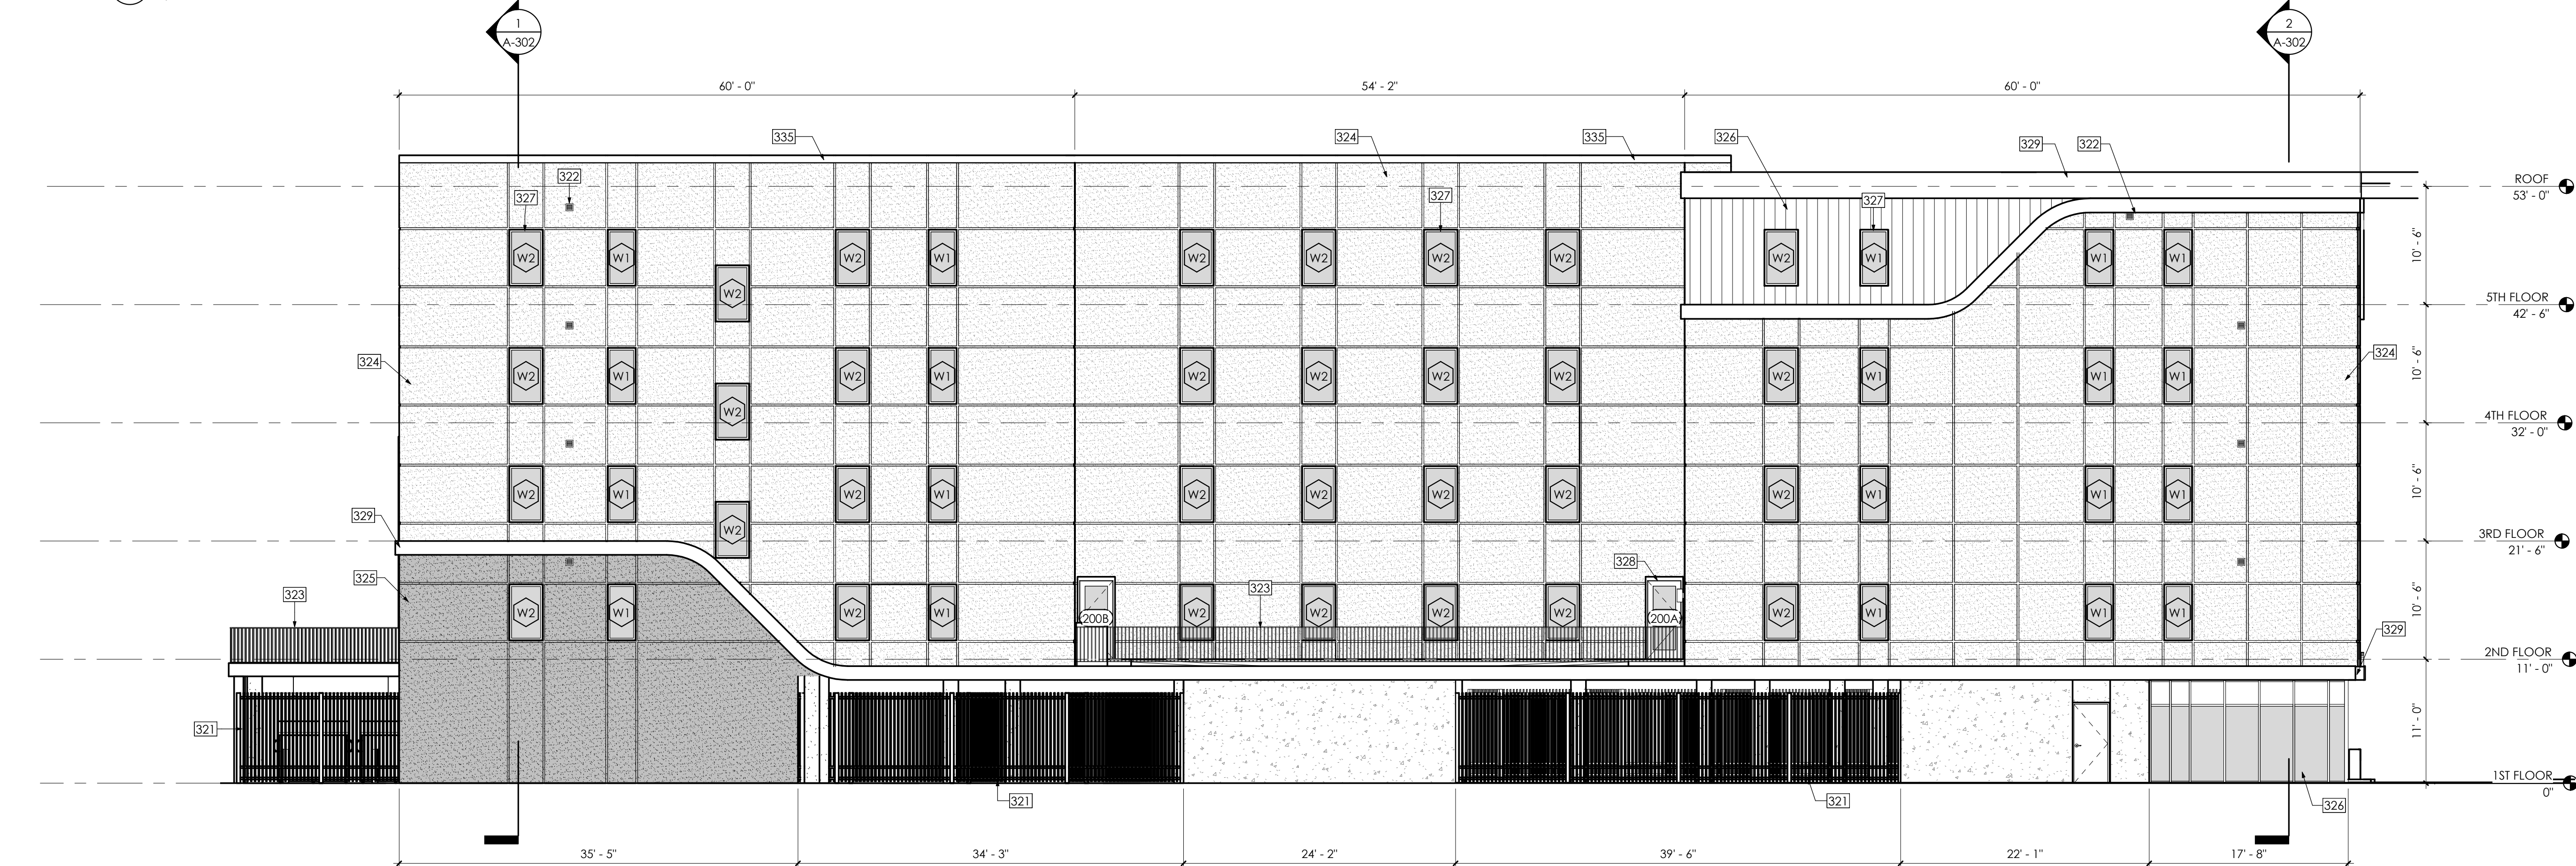 1
A-302
2
A-302
60' - 0"
54' - 2"
60' - 0"
335
324
335
326
329
322
322
327
327
327
ROOF
53' - 0"
W2
W1
W2
W1
W2
W2
W2
W2
W2
W1
W1
W1
10' - 6"
W2
5TH FLOOR
42' - 6"
324
324
W2
W1
W2
W1
W2
W2
W2
W2
W2
W1
W1
W1
10' - 6"
W2
4TH FLOOR
32' - 0"
W2
W1
W2
W1
W2
W2
W2
W2
W2
W1
W1
W1
10' - 6"
329
W2
3RD FLOOR
21' - 6"
325
328
323
323
W2
W1
W2
W1
200B
W2
W2
W2
W2
200A
W2
W1
W1
W1
10' - 6"
329
2ND FLOOR
11' - 0"
321
11' - 0"
1ST FLOOR
0"
321
321
326
35' - 5"
34' - 3"
24' - 2"
39' - 6"
22' - 1"
17' - 8"